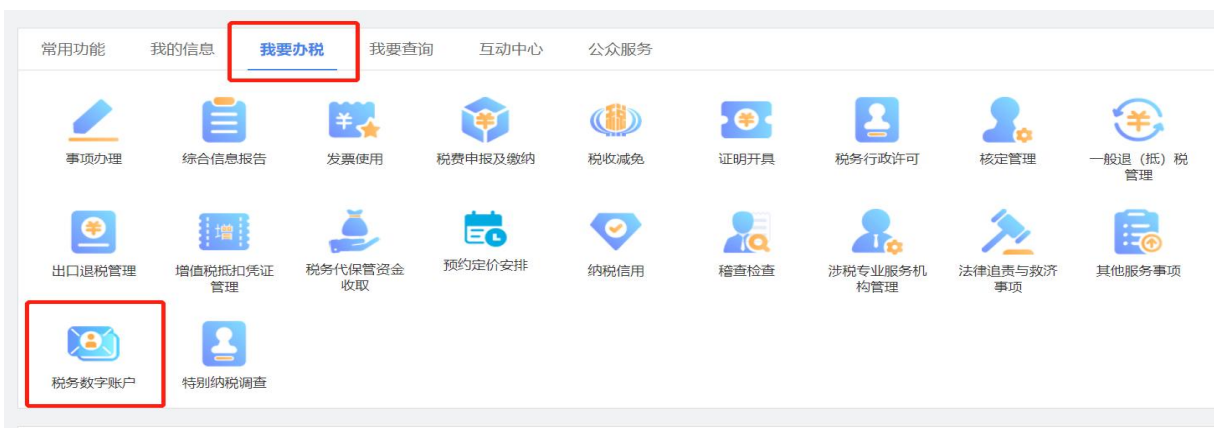 常用功能 我的信息 我要办税 我要查询 互动中心 公众服务
事项办理 综合信息报告 发票使用 税费申报及缴纳 税收减免 证明开具 税务行政许可 核定管理 一般退（抵）税
管理
出口退税管理 增值税抵扣凭证 税务代保管资金 预约定价安排 纳税信用 稽查检查 涉税专业服务机 法律追责与救济 其他服务事项
管理 收取 构管理 事项
税务数字账户 特别纳税调查